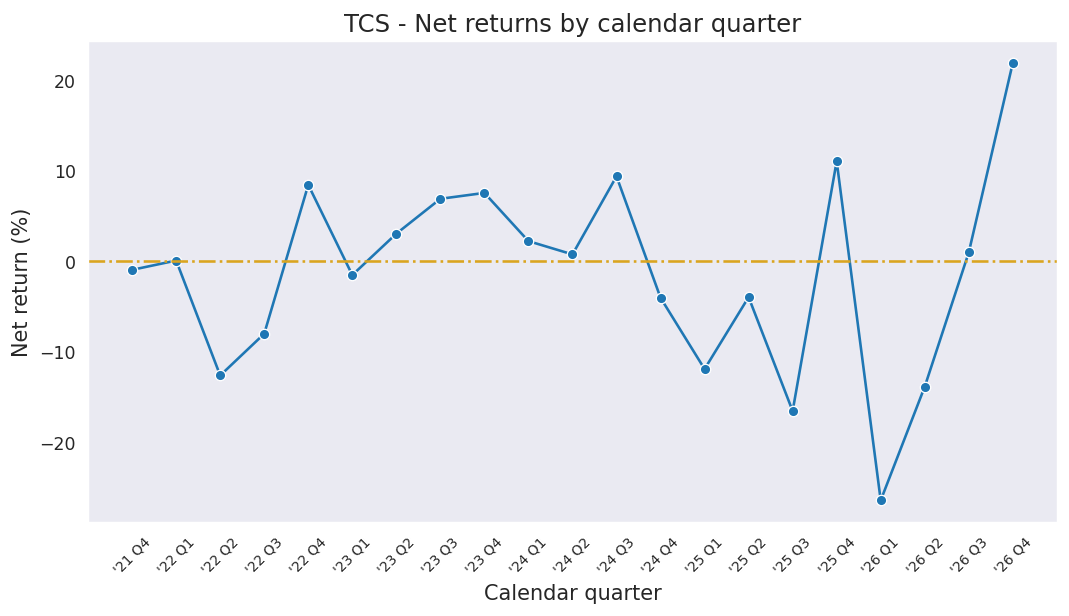 TCS - Net returns by calendar quarter
Net return (%)
20
10
0
−10
−20
'21 Q4
'22 Q1
'22 Q2
'22 Q3
'22 Q4
'23 Q1
'23 Q2
'23 Q3
'23 Q4
'24 Q1
'24 Q2
'24 Q3
'24 Q4
'25 Q1
'25 Q2
'25 Q3
'25 Q4
'26 Q1
'26 Q2
'26 Q3
'26 Q4
Calendar quarter